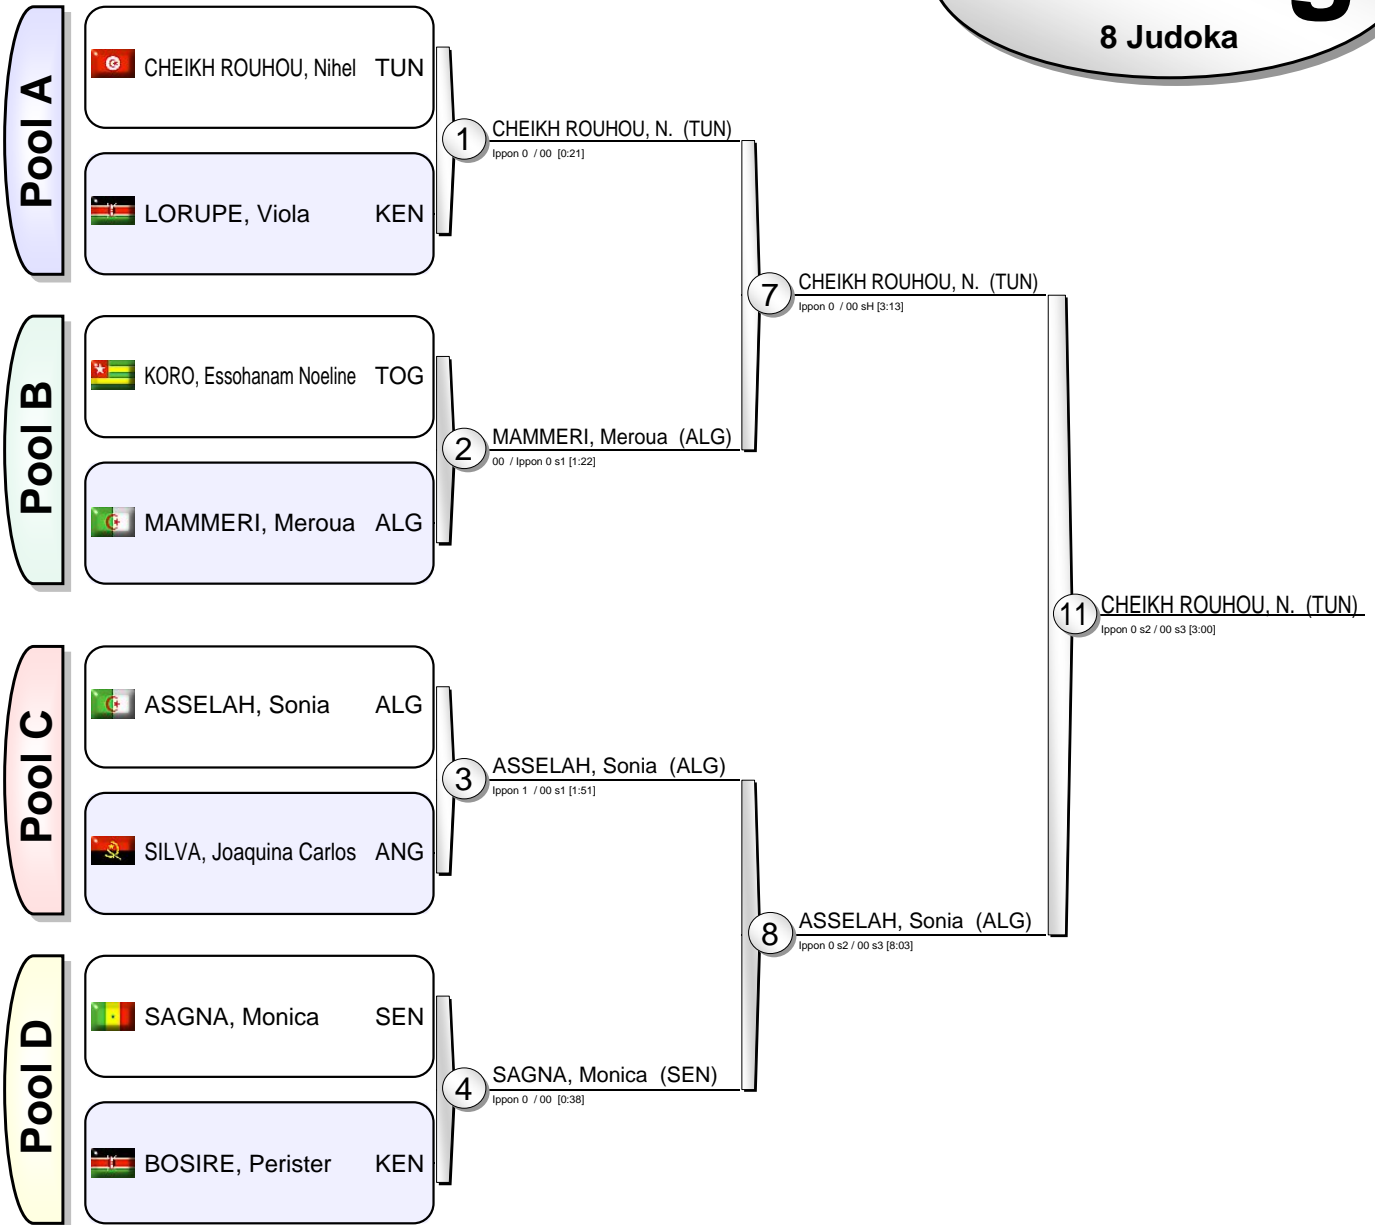 8 Judoka
Pool A
CHEIKH ROUHOU, Nihel TUN
LORUPE, Viola KEN
1 CHEIKH ROUHOU, N. (TUN)
Ippon 0 / 00 [0:21]
7 CHEIKH ROUHOU, N. (TUN)
Ippon 0 / 00 sH [3:13]
Pool B
KORO, Essohanam Noeline TOG
MAMMERI, Meroua ALG
2 MAMMERI, Meroua (ALG)
00 / Ippon 0 s1 [1:22]
11 CHEIKH ROUHOU, N. (TUN)
Ippon 0 s2 / 00 s3 [3:00]
Pool C
ASSELAH, Sonia ALG
SILVA, Joaquina Carlos ANG
3 ASSELAH, Sonia (ALG)
Ippon 1 / 00 s1 [1:51]
8 ASSELAH, Sonia (ALG)
Ippon 0 s2 / 00 s3 [8:03]
Pool D
SAGNA, Monica SEN
BOSIRE, Perister KEN
4 SAGNA, Monica (SEN)
Ippon 0 / 00 [0:38]